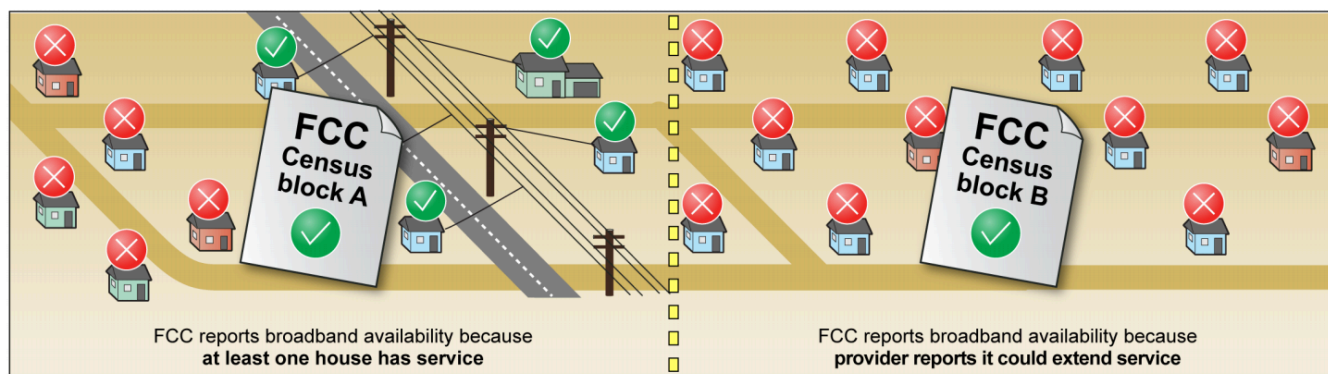 FCC
Census
block A
FCC
Census
block B
FCC reports broadband availability because
at least one house has service
FCC reports broadband availability because
provider reports it could extend service